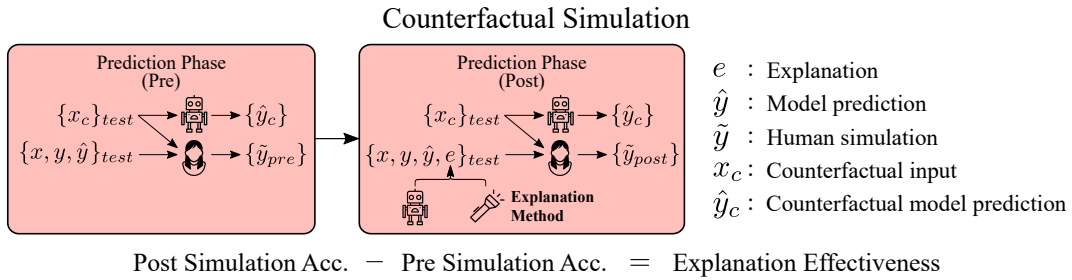 Counterfactual Simulation
Prediction Phase
(Pre)
{x_c}_test
{ŷ_c}
{x, y, ŷ}_test
{ỹ_pre}
Prediction Phase
(Post)
{x_c}_test
{ŷ_c}
{x, y, ŷ, e}_test
{ỹ_post}
Explanation
Method
e : Explanation
ŷ : Model prediction
ỹ : Human simulation
x_c : Counterfactual input
ŷ_c : Counterfactual model prediction
Post Simulation Acc. − Pre Simulation Acc. = Explanation Effectiveness